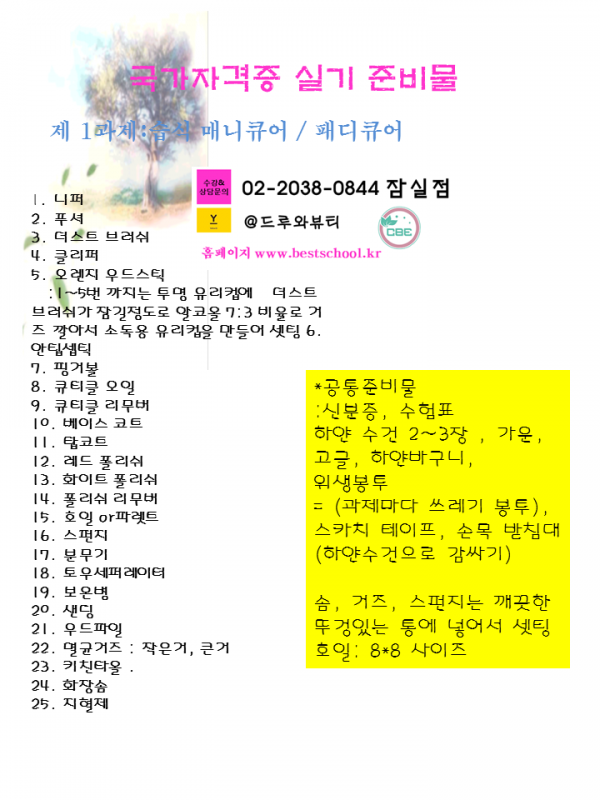 국가자격증 실기 준비물
제 1과제:습식 매니큐어 / 패디큐어
수강&
상담문의
02-2038-0844 잠실점
Y
@드루와뷰티
CBE
홈페이지 www.bestschool.kr
1. 니퍼
2. 푸셔
3. 더스트 브러쉬
4. 클리퍼
5. 오렌지 우드스틱
:1~5번 까지는 투명 유리컵에 더스트
브러쉬가 잠길정도로 알코올 7:3 비율로 거
즈 깔아서 소독용 유리컵을 만들어 셋팅 6.
안팁셉틱
7. 핑거볼
8. 큐티클 오일
9. 큐티클 리무버
10. 베이스 코트
11. 탑코트
12. 레드 폴리쉬
13. 화이트 폴리쉬
14. 폴리쉬 리무버
15. 호일 or파렛트
16. 스펀지
17. 분무기
18. 토우세퍼레이터
19. 보온병
20. 샌딩
21. 우드파일
22. 멸균거즈 : 작은거, 큰거
23. 키친타올 .
24. 화장솜
25. 지혈제
*공통준비물
:신분증, 수험표
하얀 수건 2~3장 , 가운,
고글, 하얀바구니,
위생봉투
= (과제마다 쓰레기 봉투),
스카치 테이프, 손목 받침대
(하얀수건으로 감싸기)
솜, 거즈, 스펀지는 깨끗한
뚜껑있는 통에 넣어서 셋팅
호일: 8*8 사이즈